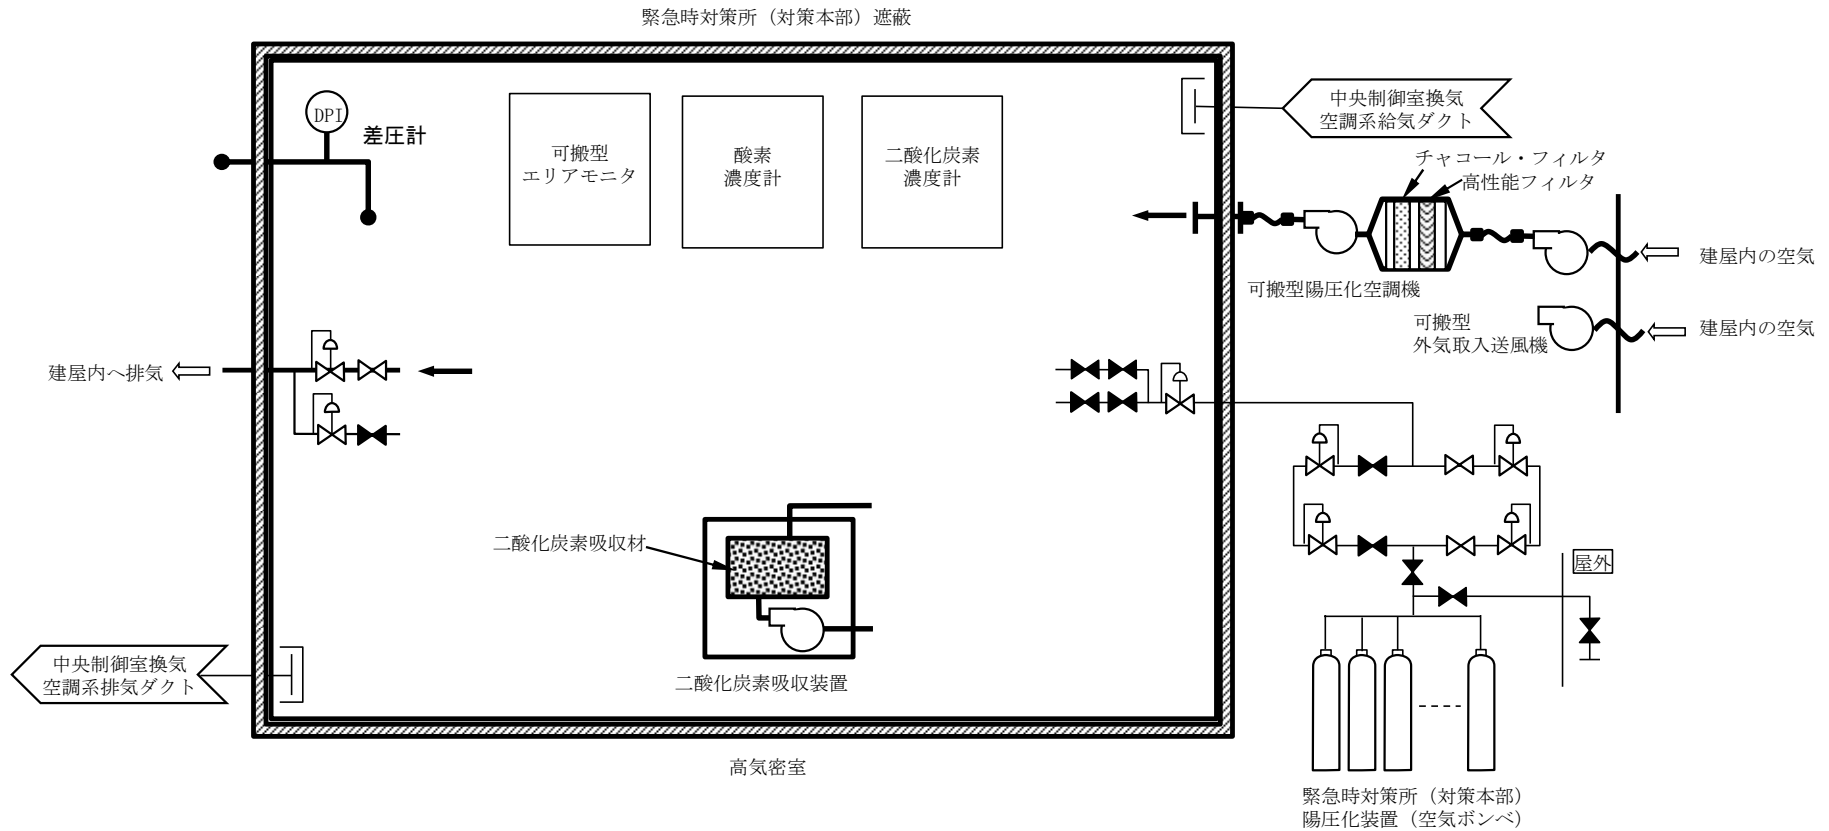 緊急時対策所（対策本部）遮蔽
DPI
差圧計
可搬型
エリアモニタ
酸素
濃度計
二酸化炭素
濃度計
中央制御室換気
空調系給気ダクト
チャコール・フィルタ
高性能フィルタ
建屋内の空気
可搬型陽圧化空調機
可搬型
外気取入送風機
建屋内の空気
建屋内へ排気
二酸化炭素吸収材
屋外
中央制御室換気
空調系排気ダクト
二酸化炭素吸収装置
高気密室
緊急時対策所（対策本部）
陽圧化装置（空気ボンベ）